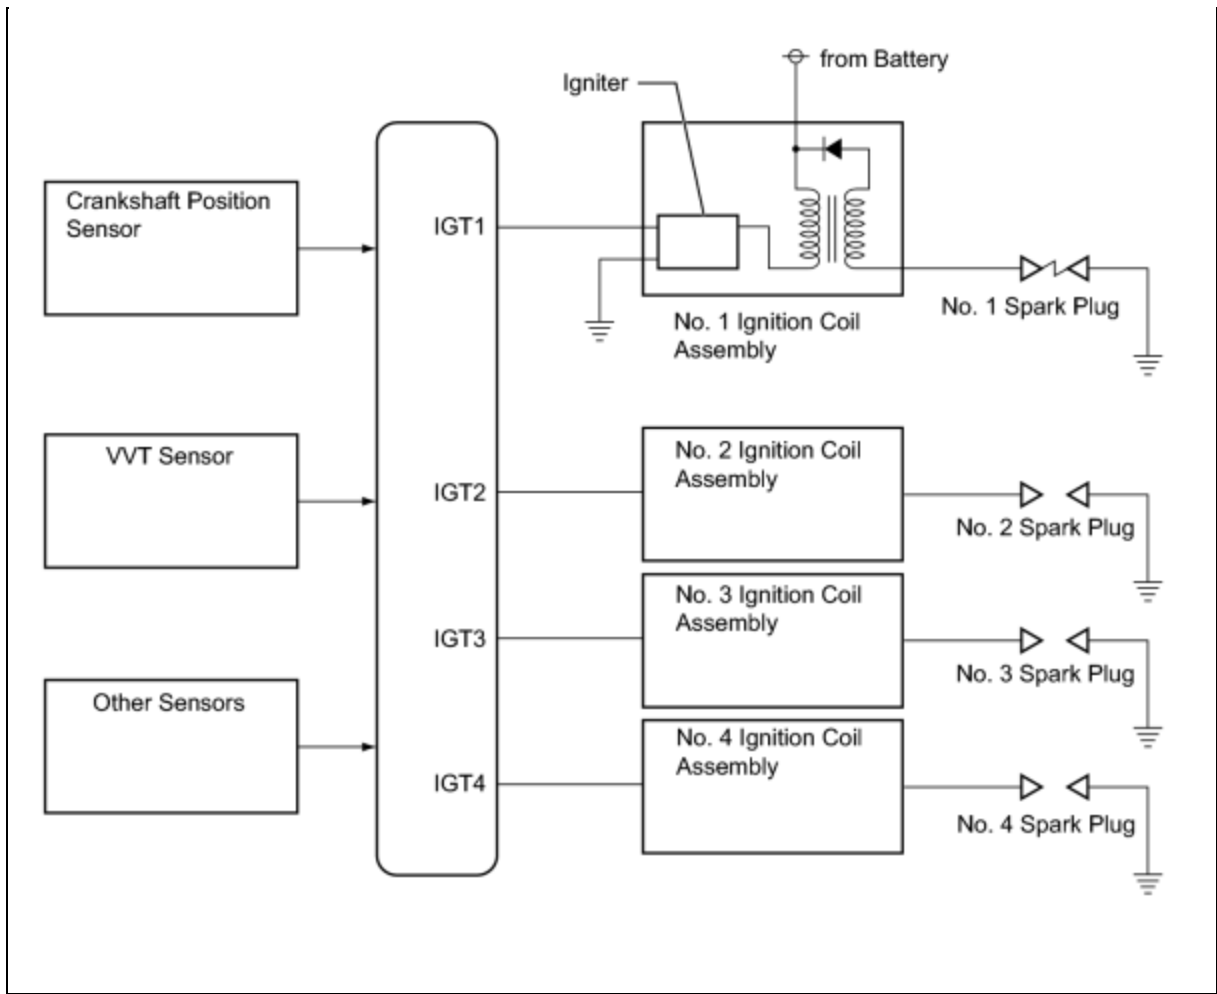 from Battery
Igniter
Crankshaft Position
Sensor
IGT1
No. 1 Spark Plug
No. 1 Ignition Coil
Assembly
VVT Sensor
No. 2 Ignition Coil
Assembly
IGT2
No. 2 Spark Plug
No. 3 Ignition Coil
Assembly
IGT3
No. 3 Spark Plug
Other Sensors
No. 4 Ignition Coil
Assembly
IGT4
No. 4 Spark Plug